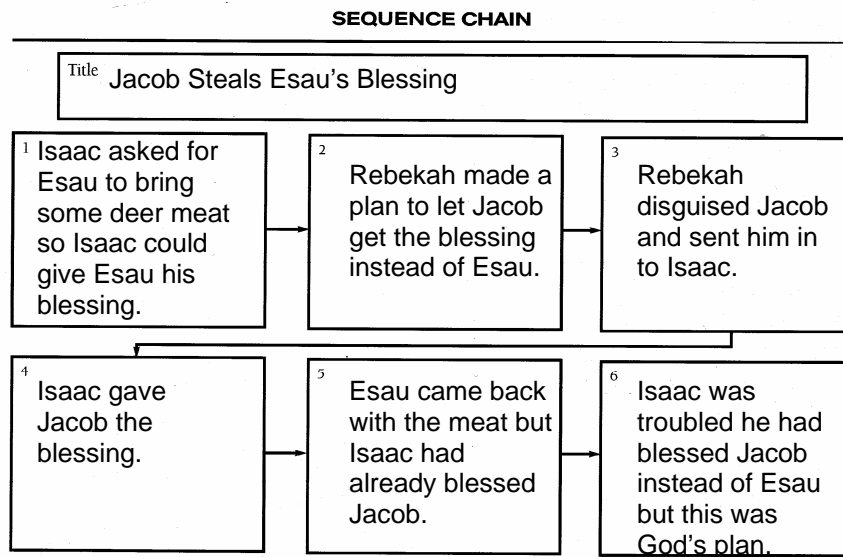 SEQUENCE CHAIN
Title Jacob Steals Esau's Blessing
1 Isaac asked for
Esau to bring
some deer meat
so Isaac could
give Esau his
blessing.
2
Rebekah made a
plan to let Jacob
get the blessing
instead of Esau.
3
Rebekah
disguised Jacob
and sent him in
to Isaac.
4
Isaac gave
Jacob the
blessing.
5
Esau came back
with the meat but
Isaac had
already blessed
Jacob.
6
Isaac was
troubled he had
blessed Jacob
instead of Esau
but this was
God's plan.